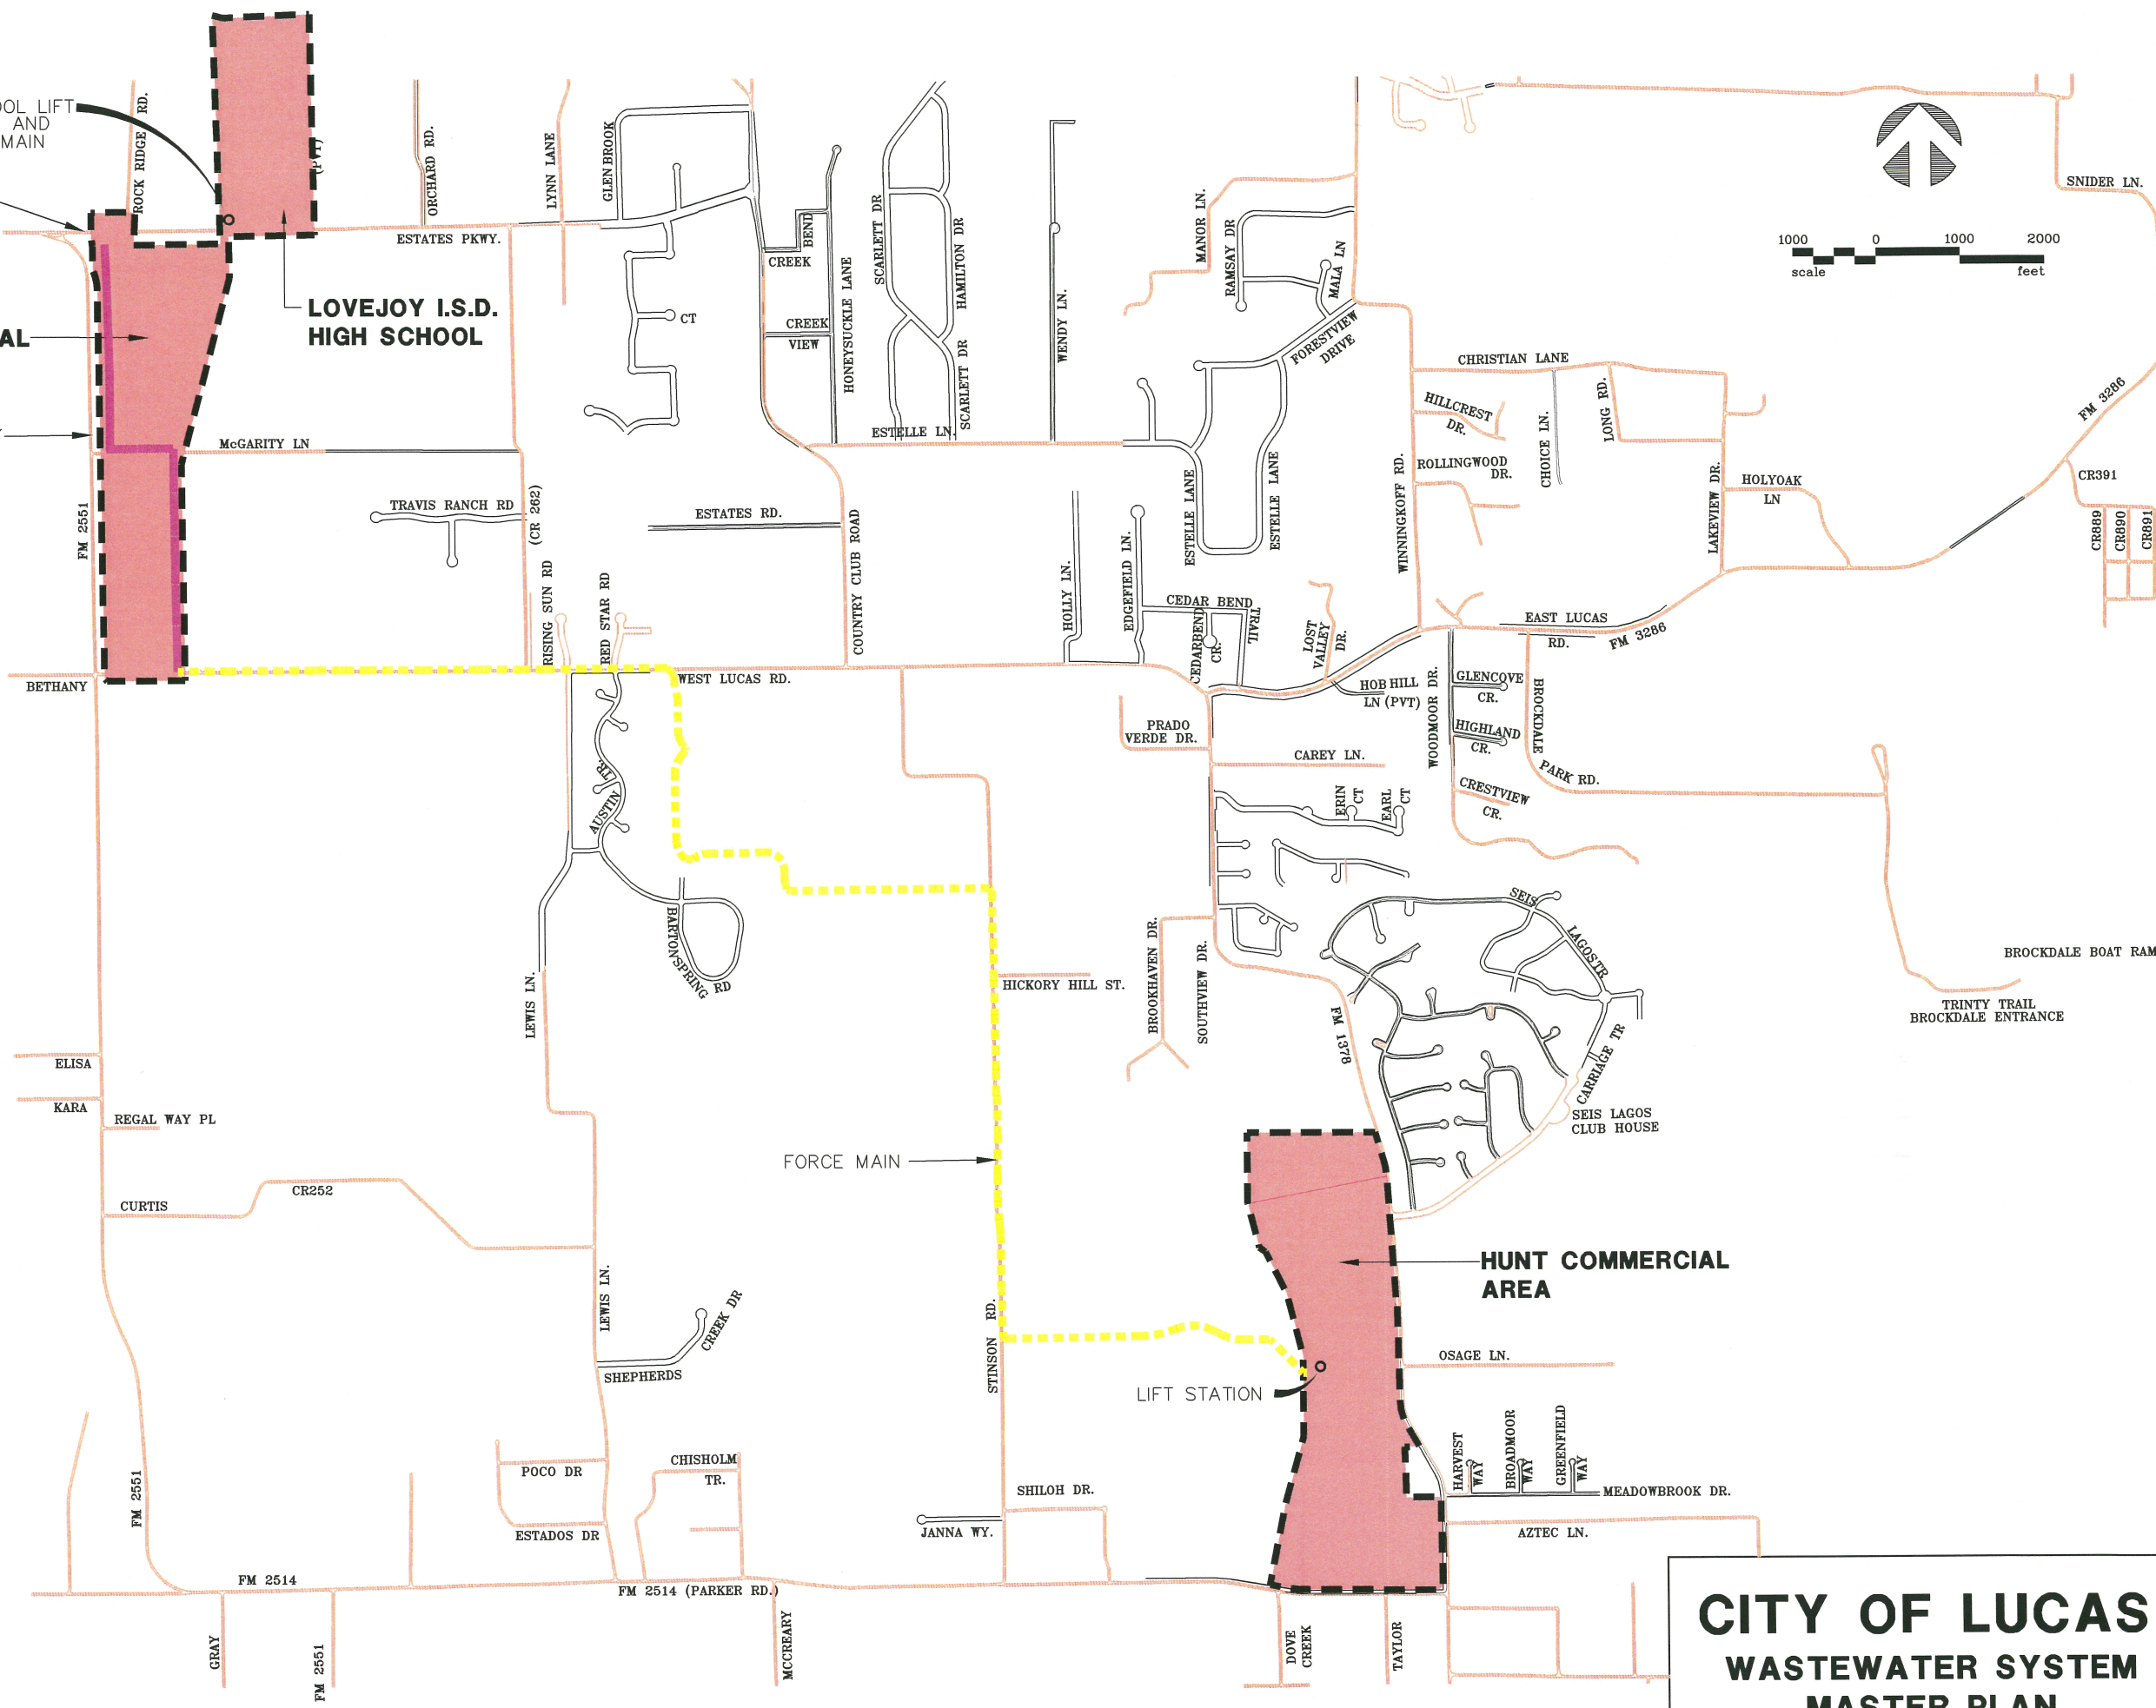 OOL LIFT
AND
MAIN
ROCK RIDGE RD.
(PVT)
ORCHARD RD.
LYNN LANE
GLENBROOK
ESTATES PKWY.
LOVEJOY I.S.D.
HIGH SCHOOL
AL
CT
BEND
CREEK
CREEK
VIEW
HONEYSUCKLE LANE
SCARLETT DR
HAMILTON DR
SCARLETT DR
WENDY LN.
MANOR LN.
RAMSAY DR
MALA LN
FORESTVIEW
DRIVE
SNIDER LN.
1000 0 1000 2000
scale feet
CHRISTIAN LANE
HILLCREST
DR.
CHOICE LN.
LONG RD.
FM 3286
ROLLINGWOOD
DR.
WINNINGKOFF RD.
LAKEVIEW DR.
HOLYOAK
LN
CR391
CR889
CR890
CR891
McGARITY LN
ESTELLE LN.
ESTELLE LANE
ESTELLE LANE
FM 2551
TRAVIS RANCH RD
(CR 262)
ESTATES RD.
COUNTRY CLUB ROAD
RISING SUN RD
RED STAR RD
HOLLY LN.
EDGEFIELD LN.
CEDAR BEND
TRAIL
CEDARBEND
CR.
LOST
VALLEY
DR.
EAST LUCAS
RD.
FM 3286
BETHANY
WEST LUCAS RD.
HOB HILL
LN (PVT)
WOODMOOR DR.
GLENCOVE
CR.
HIGHLAND
CR.
BROCKDALE
PARK RD.
PRADO
VERDE DR.
CAREY LN.
CRESTVIEW
CR.
ERIN
CT
EARL
CT
AUSTIN
TR.
BARTON SPRING RD
SEIS
LAGOS TR
BROCKDALE BOAT RAM
TRINTY TRAIL
BROCKDALE ENTRANCE
LEWIS LN.
HICKORY HILL ST.
BROOKHAVEN DR.
SOUTHVIEW DR.
FM 1378
CARRIAGE TR
SEIS LAGOS
CLUB HOUSE
ELISA
KARA
REGAL WAY PL
FORCE MAIN
CURTIS
CR252
HUNT COMMERCIAL
AREA
LEWIS LN.
CREEK DR
SHEPHERDS
STINSON RD.
LIFT STATION
OSAGE LN.
HARVEST
WAY
BROADMOOR
WAY
GREENFIELD
WAY
MEADOWBROOK DR.
FM 2551
POCO DR
ESTADOS DR
CHISHOLM
TR.
SHILOH DR.
JANNA WY.
AZTEC LN.
FM 2514
FM 2514 (PARKER RD.)
GRAY
FM 2551
MCCREARY
DOVE
CREEK
TAYLOR
CITY OF LUCAS
WASTEWATER SYSTEM
MASTER PLAN